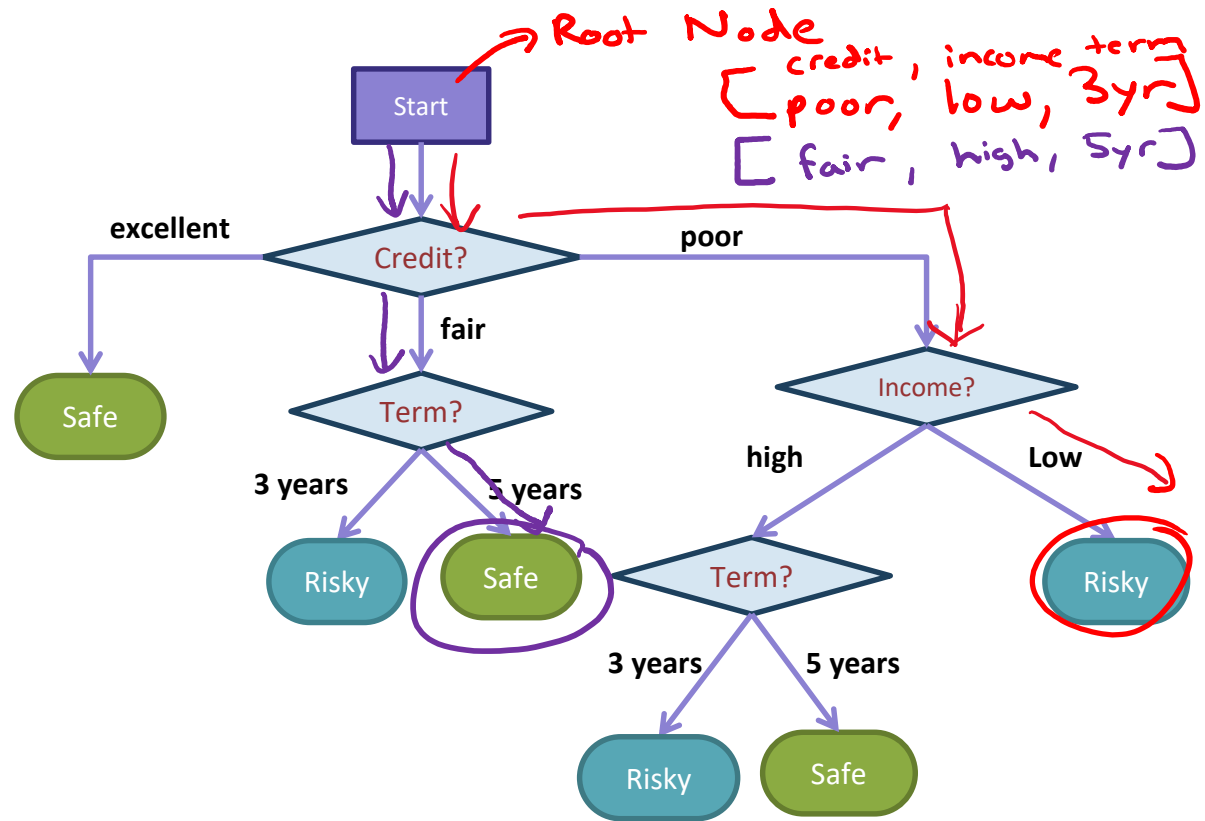 Root Node
credit, income term
[poor, low, 3yr]
[fair, high, 5yr]
Start
excellent
Credit?
poor
fair
Safe
Term?
Income?
high
Low
3 years
5 years
Risky
Safe
Term?
Risky
3 years
5 years
Risky
Safe